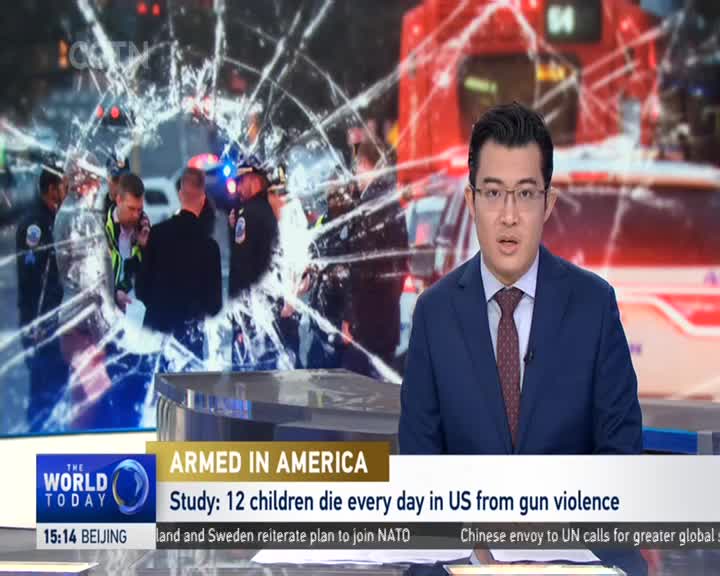 CGTN
64
ARMED IN AMERICA
THE
WORLD
TODAY
Study: 12 children die every day in US from gun violence
15:14 BEIJING
land and Sweden reiterate plan to join NATO Chinese envoy to UN calls for greater global s